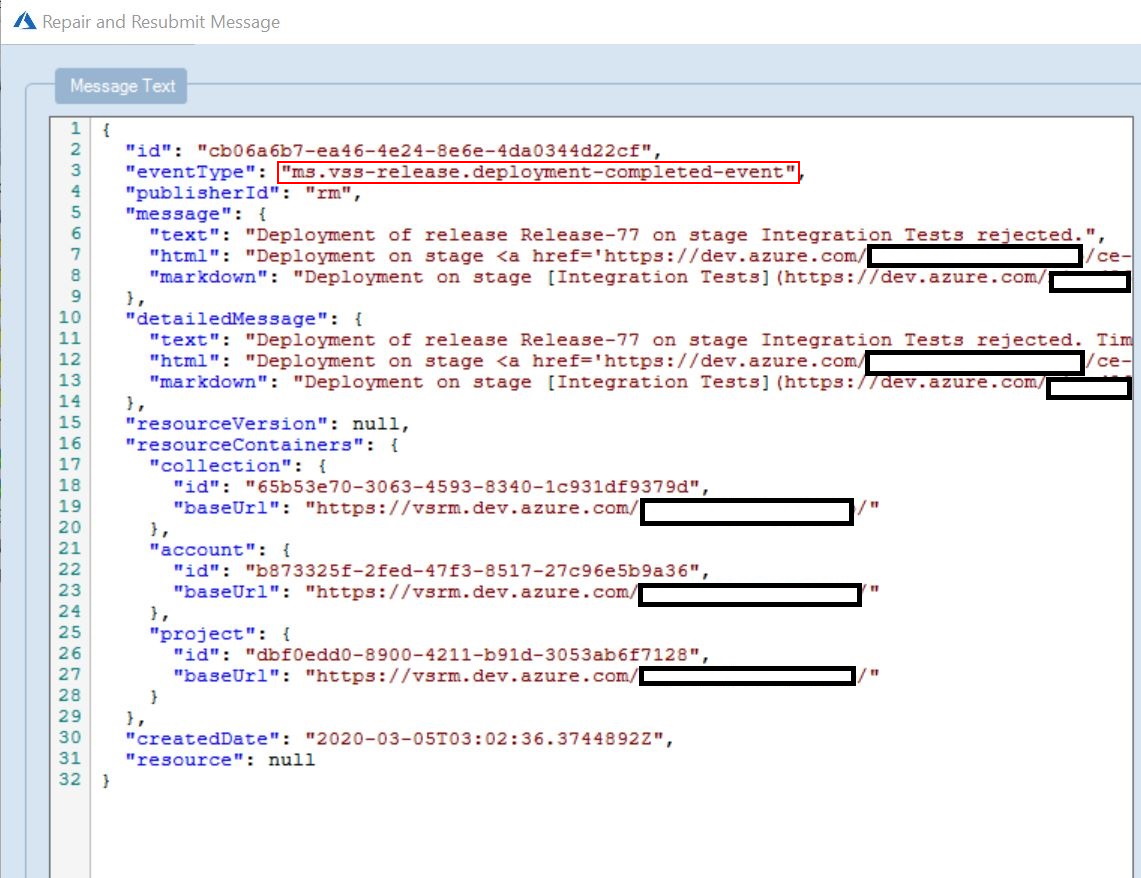 Repair and Resubmit Message
Message Text
1 {
2 "id": "cb06a6b7-ea46-4e24-8e6e-4da0344d22cf",
3 "eventType": "ms.vss-release.deployment-completed-event",
4 "publisherId": "rm",
5 "message": {
6 "text": "Deployment of release Release-77 on stage Integration Tests rejected.",
7 "html": "Deployment on stage <a href='https://dev.azure.com/ /ce-
8 "markdown": "Deployment on stage [Integration Tests](https://dev.azure.com/
9 },
10 "detailedMessage": {
11 "text": "Deployment of release Release-77 on stage Integration Tests rejected. Tim
12 "html": "Deployment on stage <a href='https://dev.azure.com/ /ce-
13 "markdown": "Deployment on stage [Integration Tests](https://dev.azure.com/
14 },
15 "resourceVersion": null,
16 "resourceContainers": {
17 "collection": {
18 "id": "65b53e70-3063-4593-8340-1c931df9379d",
19 "baseUrl": "https://vsrm.dev.azure.com/ /"
20 },
21 "account": {
22 "id": "b873325f-2fed-47f3-8517-27c96e5b9a36",
23 "baseUrl": "https://vsrm.dev.azure.com/ /"
24 },
25 "project": {
26 "id": "dbf0edd0-8900-4211-b91d-3053ab6f7128",
27 "baseUrl": "https://vsrm.dev.azure.com/ /"
28 }
29 },
30 "createdDate": "2020-03-05T03:02:36.3744892Z",
31 "resource": null
32 }